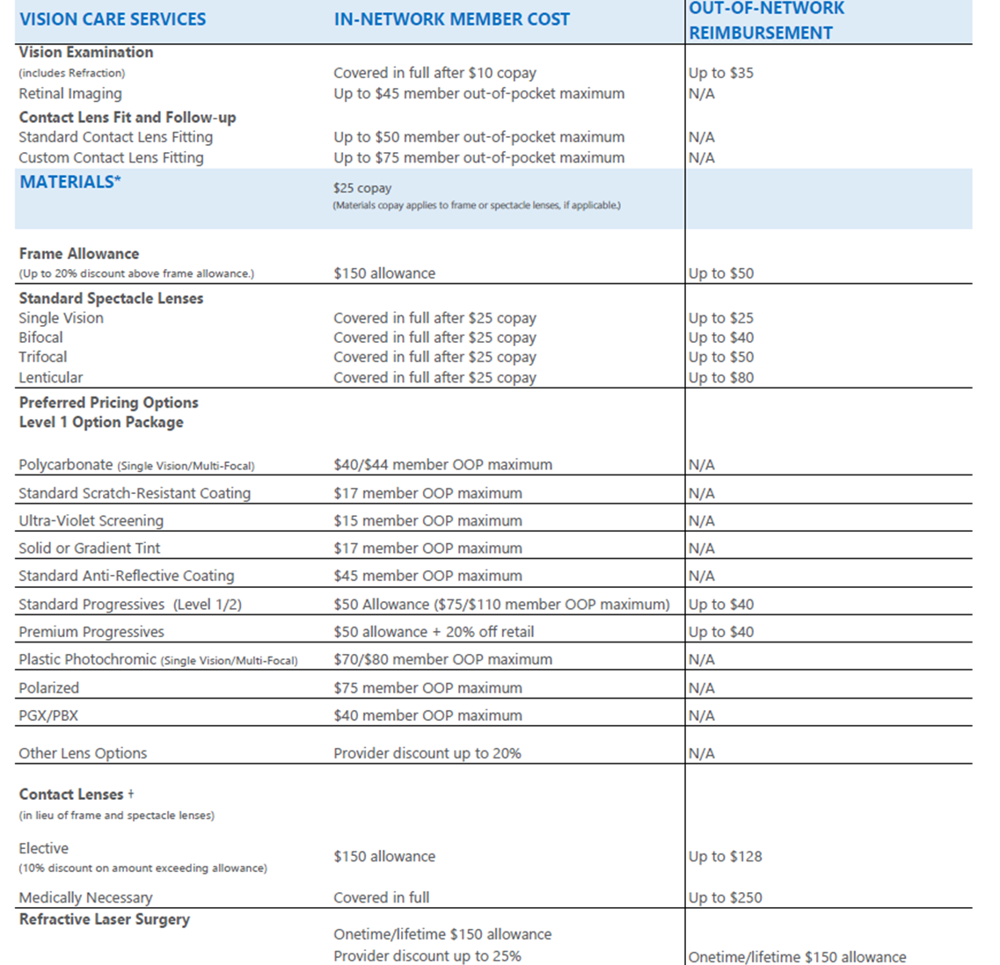 VISION CARE SERVICES IN-NETWORK MEMBER COST OUT-OF-NETWORK
REIMBURSEMENT
Vision Examination
(includes Refraction) Covered in full after $10 copay Up to $35
Retinal Imaging Up to $45 member out-of-pocket maximum N/A
Contact Lens Fit and Follow-up
Standard Contact Lens Fitting Up to $50 member out-of-pocket maximum N/A
Custom Contact Lens Fitting Up to $75 member out-of-pocket maximum N/A
MATERIALS* $25 copay
(Materials copay applies to frame or spectacle lenses, if applicable.)
Frame Allowance
(Up to 20% discount above frame allowance.) $150 allowance Up to $50
Standard Spectacle Lenses
Single Vision Covered in full after $25 copay Up to $25
Bifocal Covered in full after $25 copay Up to $40
Trifocal Covered in full after $25 copay Up to $50
Lenticular Covered in full after $25 copay Up to $80
Preferred Pricing Options
Level 1 Option Package
Polycarbonate (Single Vision/Multi-Focal) $40/$44 member OOP maximum N/A
Standard Scratch-Resistant Coating $17 member OOP maximum N/A
Ultra-Violet Screening $15 member OOP maximum N/A
Solid or Gradient Tint $17 member OOP maximum N/A
Standard Anti-Reflective Coating $45 member OOP maximum N/A
Standard Progressives (Level 1/2) $50 Allowance ($75/$110 member OOP maximum) Up to $40
Premium Progressives $50 allowance + 20% off retail Up to $40
Plastic Photochromic (Single Vision/Multi-Focal) $70/$80 member OOP maximum N/A
Polarized $75 member OOP maximum N/A
PGX/PBX $40 member OOP maximum N/A
Other Lens Options Provider discount up to 20% N/A
Contact Lenses †
(in lieu of frame and spectacle lenses)
Elective
(10% discount on amount exceeding allowance) $150 allowance Up to $128
Medically Necessary Covered in full Up to $250
Refractive Laser Surgery
Onetime/lifetime $150 allowance
Provider discount up to 25% Onetime/lifetime $150 allowance